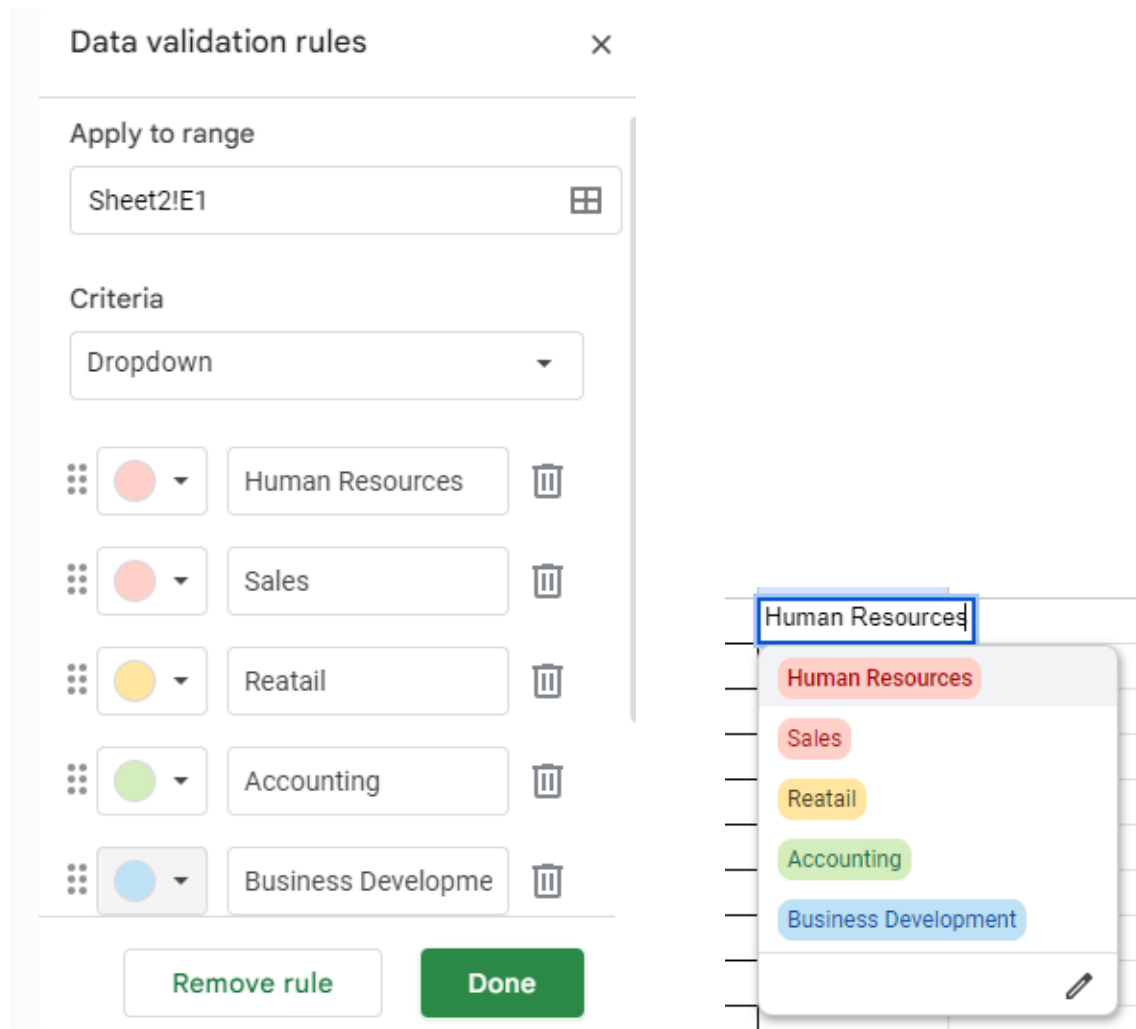 Data validation rules
Apply to range
Sheet2!E1
Criteria
Dropdown
Human Resources
Sales
Reatail
Accounting
Business Developme
Remove rule
Done
Human Resources
Human Resources
Sales
Reatail
Accounting
Business Development